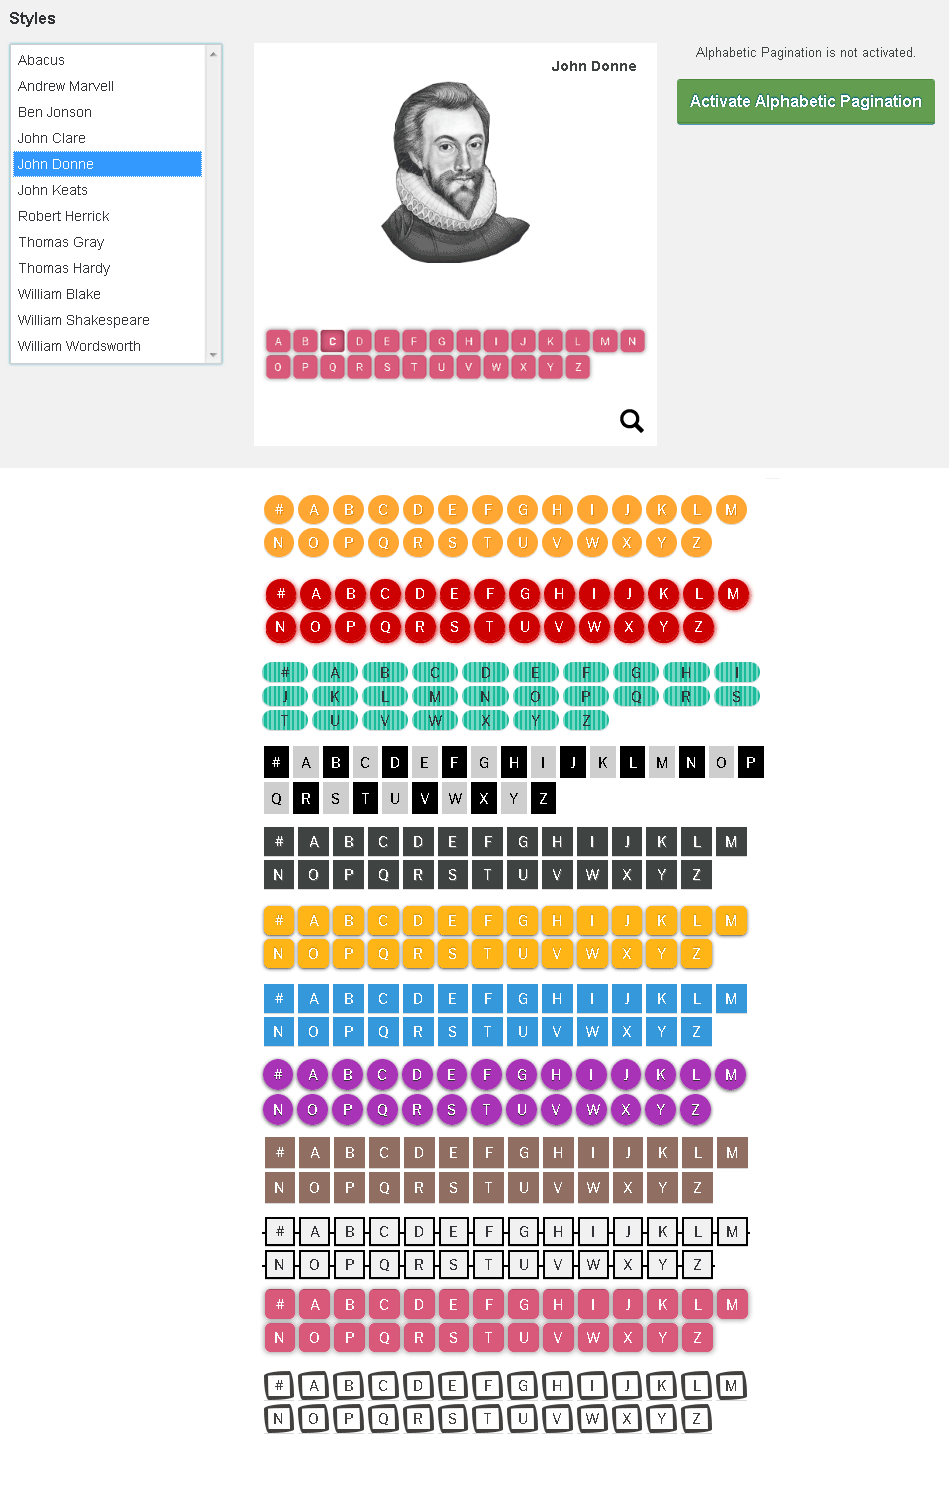 Styles
Abacus
Andrew Marvell
Ben Jonson
John Clare
John Donne
John Keats
Robert Herrick
Thomas Gray
Thomas Hardy
William Blake
William Shakespeare
William Wordsworth
John Donne
A B C D E F G H I J K L M N
O P Q R S T U V W X Y Z
Alphabetic Pagination is not activated.
Activate Alphabetic Pagination
# A B C D E F G H I J K L M
N O P Q R S T U V W X Y Z
# A B C D E F G H I J K L M
N O P Q R S T U V W X Y Z
# A B C D E F G H I
J K L M N O P Q R S
T U V W X Y Z
# A B C D E F G H I J K L M N O P
Q R S T U V W X Y Z
# A B C D E F G H I J K L M
N O P Q R S T U V W X Y Z
# A B C D E F G H I J K L M
N O P Q R S T U V W X Y Z
# A B C D E F G H I J K L M
N O P Q R S T U V W X Y Z
# A B C D E F G H I J K L M
N O P Q R S T U V W X Y Z
# A B C D E F G H I J K L M
N O P Q R S T U V W X Y Z
# A B C D E F G H I J K L M
N O P Q R S T U V W X Y Z
# A B C D E F G H I J K L M
N O P Q R S T U V W X Y Z
# A B C D E F G H I J K L M
N O P Q R S T U V W X Y Z